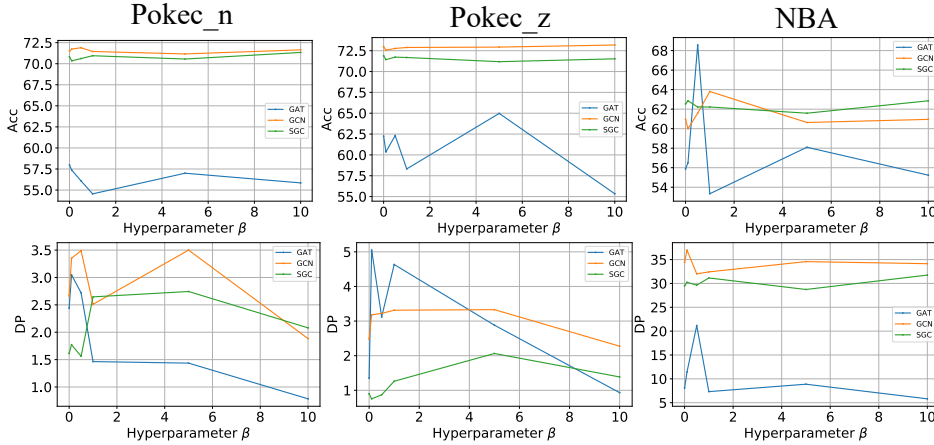 Pokec_n Pokec_z NBA
72.5
70.0
67.5
65.0
62.5
60.0
57.5
55.0
Acc
0 2 4 6 8 10
Hyperparameter β
GAT
GCN
SGC
72.5
70.0
67.5
65.0
62.5
60.0
57.5
55.0
Acc
0 2 4 6 8 10
Hyperparameter β
GAT
GCN
SGC
68
66
64
62
60
58
56
54
Acc
0 2 4 6 8 10
Hyperparameter β
GAT
GCN
SGC
3.5
3.0
2.5
2.0
1.5
1.0
DP
0 2 4 6 8 10
Hyperparameter β
GAT
GCN
SGC
5
4
3
2
1
DP
0 2 4 6 8 10
Hyperparameter β
GAT
GCN
SGC
35
30
25
20
15
10
5
DP
0 2 4 6 8 10
Hyperparameter β
GAT
GCN
SGC